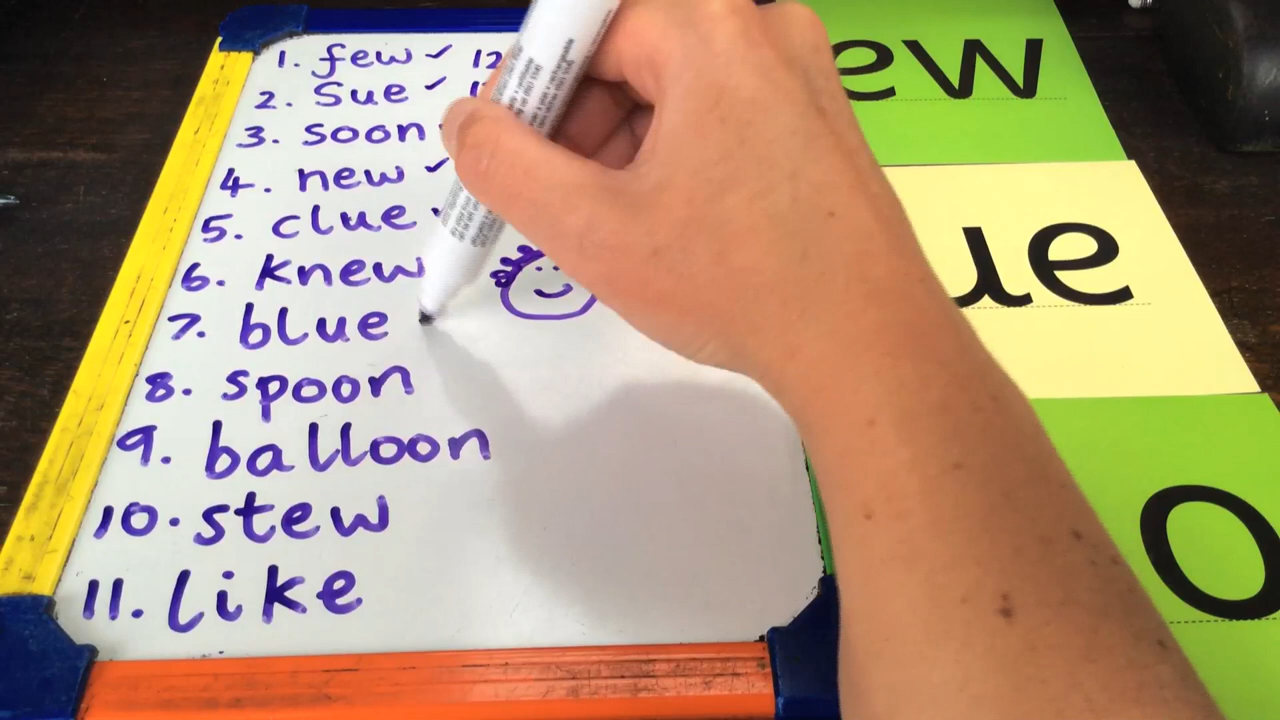 1. few ✓ 12
2. Sue ✓
3. soon
4. new ✓
5. clue
6. knew
7. blue
8. spoon
9. balloon
10. stew
11. like
ew
ue
o